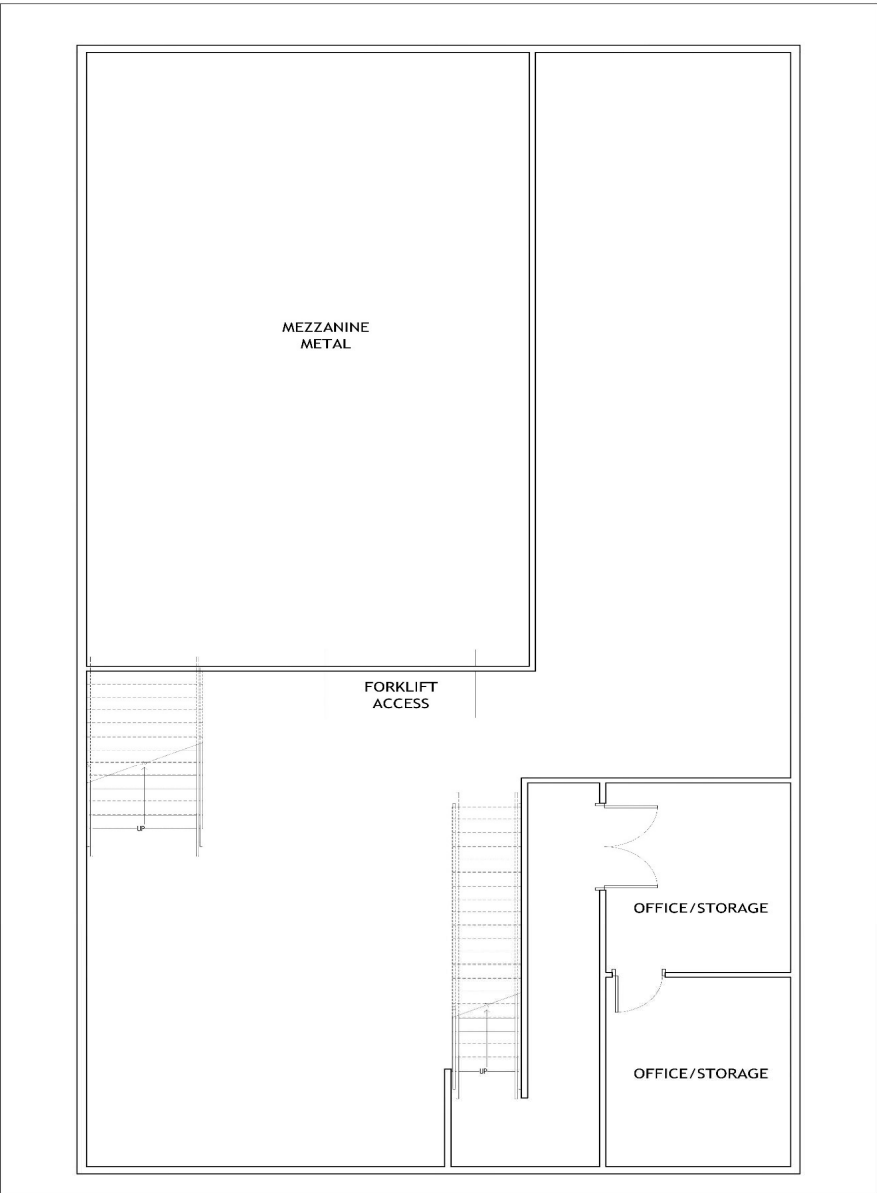 MEZZANINE
METAL
FORKLIFT
ACCESS
UP
OFFICE/STORAGE
UP
OFFICE/STORAGE